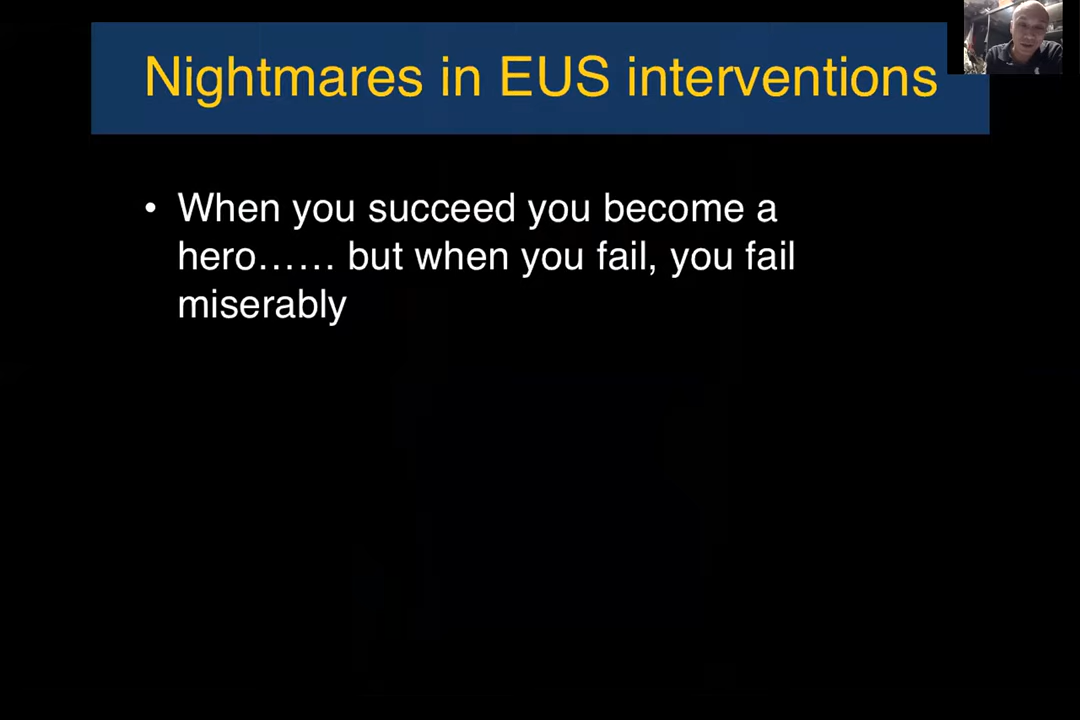 Nightmares in EUS interventions
• When you succeed you become a
hero…… but when you fail, you fail
miserably